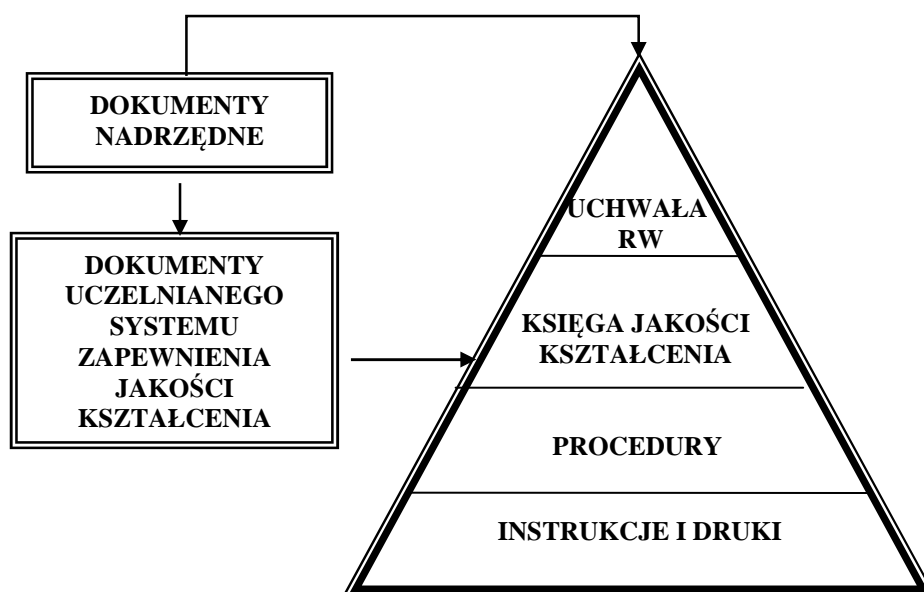 DOKUMENTY
NADRZĘDNE
DOKUMENTY
UCZELNIANEGO
SYSTEMU
ZAPEWNIENIA
JAKOŚCI
KSZTAŁCENIA
UCHWAŁA
RW
KSIĘGA JAKOŚCI
KSZTAŁCENIA
PROCEDURY
INSTRUKCJE I DRUKI